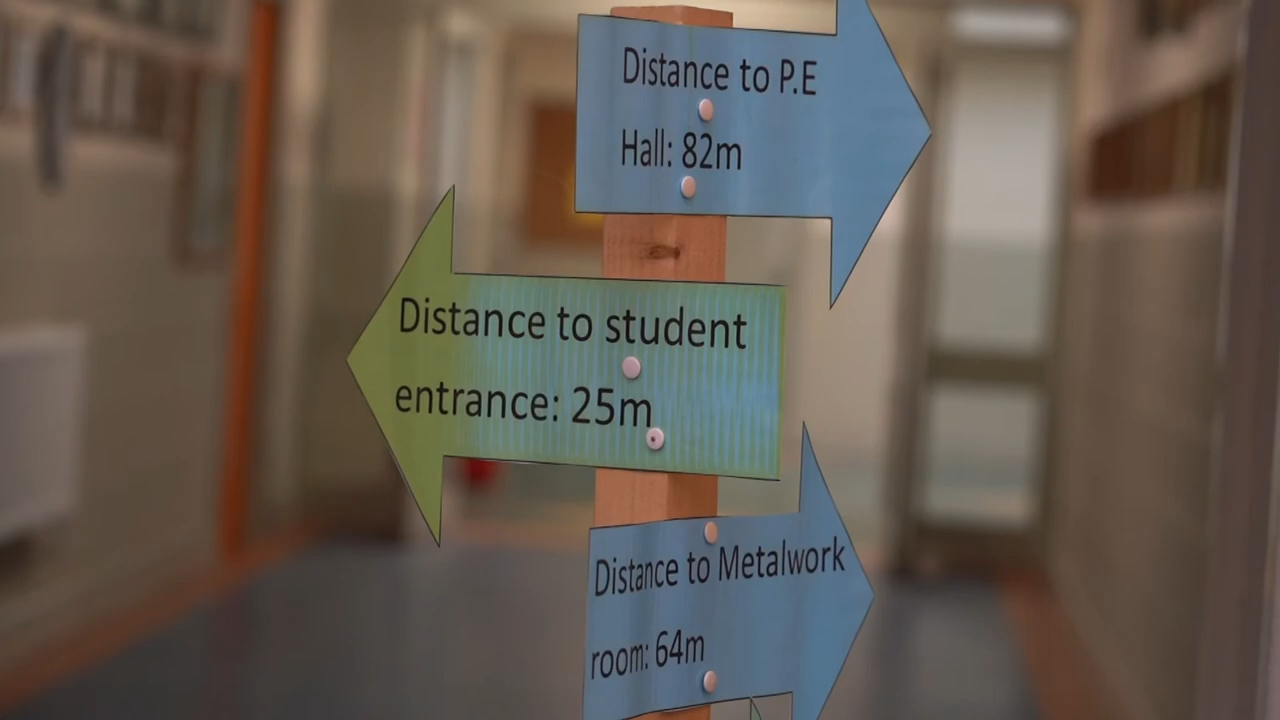 Distance to P.E
Hall: 82m
Distance to student
entrance: 25m
Distance to Metalwork
room: 64m